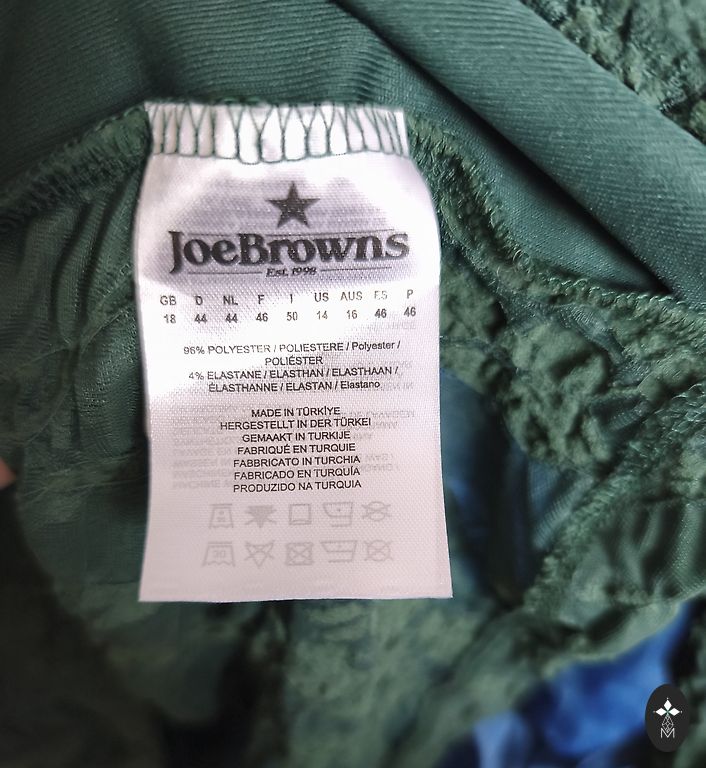 JOEBROWNS
Est. 1998
GB D NL F I US AUS ES P
18 44 44 46 50 14 16 46 46
96% POLYESTER / POLIESTERE / Polyester /
POLIÉSTER
4% ELASTANE / ELASTHAN / ELASTHAAN /
ÉLASTHANNE / ELASTAN / Elastano
MADE IN TÜRKİYE
HERGESTELLT IN DER TÜRKEI
GEMAAKT IN TURKIJE
FABRIQUÉ EN TURQUIE
FABBRICATO IN TURCHIA
FABRICADO EN TURQUÍA
PRODUZIDO NA TURQUIA